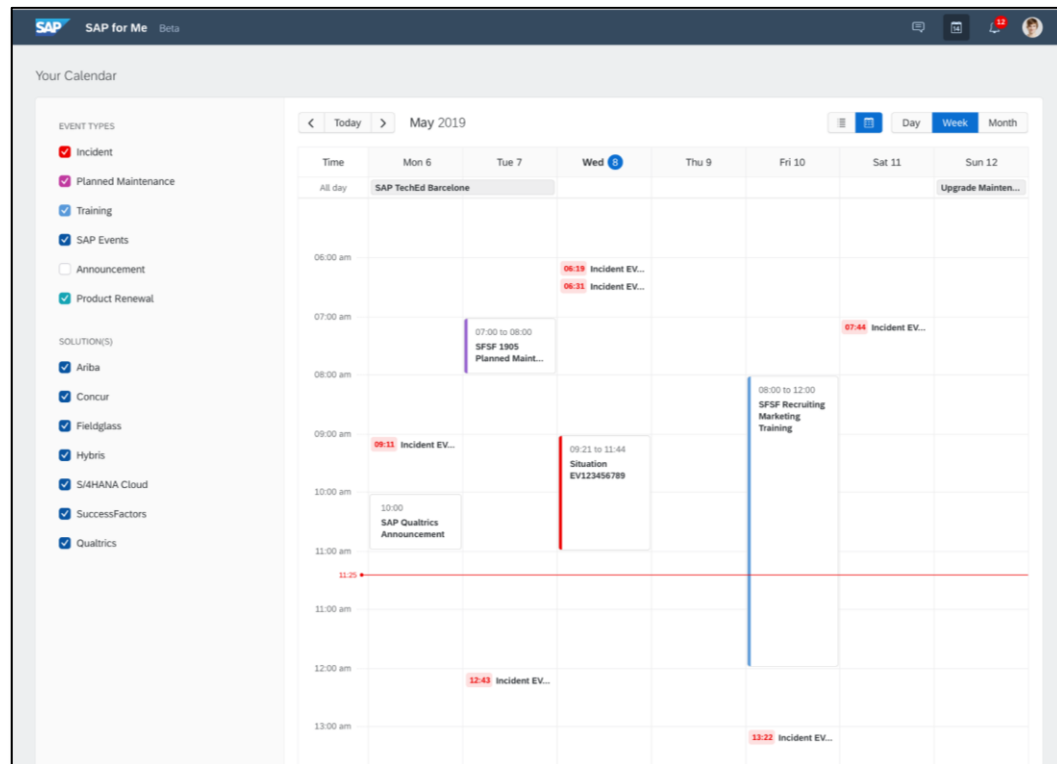 SAP SAP for Me Beta 14 12
Your Calendar
EVENT TYPES
Incident
Planned Maintenance
Training
SAP Events
Announcement
Product Renewal
SOLUTION(S)
Ariba
Concur
Fieldglass
Hybris
S/4HANA Cloud
SuccessFactors
Qualtrics
Today May 2019 Day Week Month
Time Mon 6 Tue 7 Wed 8 Thu 9 Fri 10 Sat 11 Sun 12
All day SAP TechEd Barcelone Upgrade Mainten...
06:00 am
06:19 Incident EV...
06:31 Incident EV...
07:00 am
07:00 to 08:00
SFSF 1905
Planned Maint...
07:44 Incident EV...
08:00 am
08:00 to 12:00
SFSF Recruiting
Marketing
Training
09:00 am
09:11 Incident EV...
09:21 to 11:44
Situation
EV123456789
10:00 am
10:00
SAP Qualtrics
Announcement
11:00 am
11:25
11:00 am
12:00 am
12:43 Incident EV...
13:00 am
13:22 Incident EV...